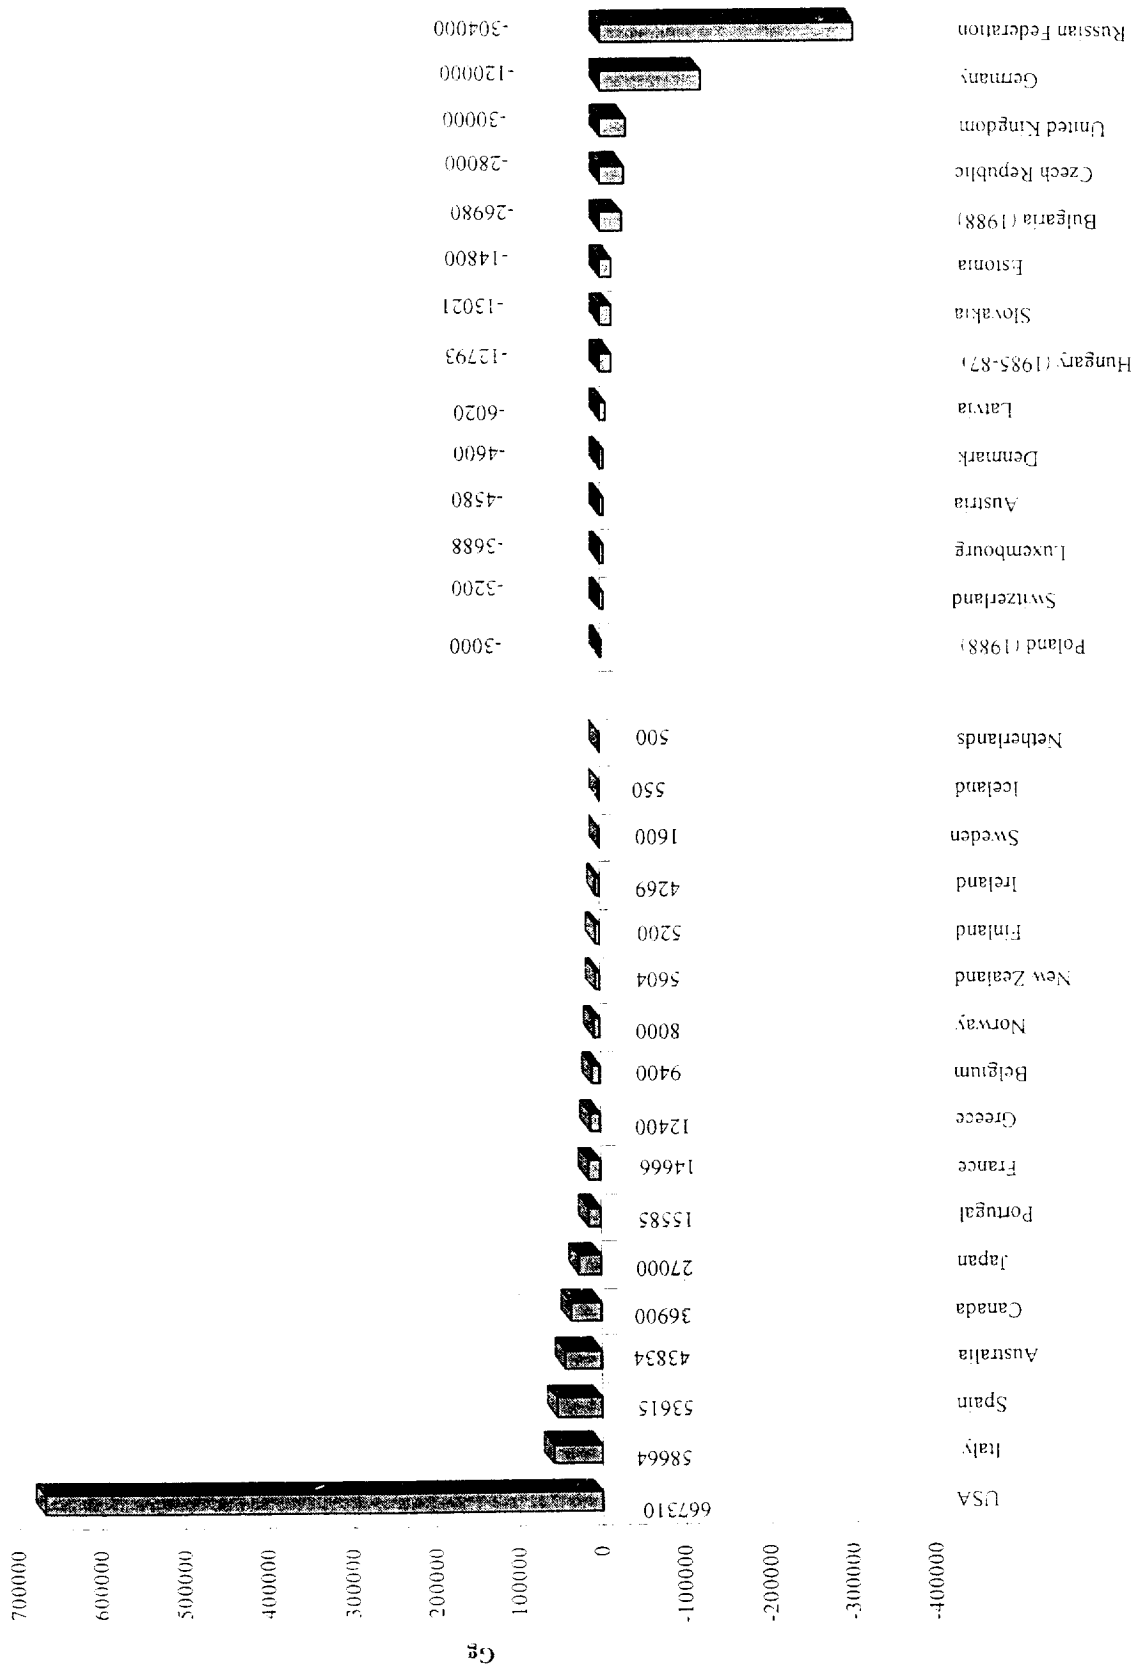 Gg
700000
600000
500000
400000
300000
200000
100000
0
-100000
-200000
-300000
-400000
USA 667310
Italy 58664
Spain 53615
Australia 43834
Canada 36900
Japan 27000
Portugal 15585
France 14666
Greece 12400
Belgium 9400
Norway 8000
New Zealand 5604
Finland 5200
Ireland 4269
Sweden 1600
Iceland 550
Netherlands 500
Poland (1988) -3000
Switzerland -3200
Luxembourg -3688
Austria -4580
Denmark -4600
Latvia -6020
Hungary (1985-87) -12793
Slovakia -13021
Estonia -14800
Bulgaria (1988) -26980
Czech Republic -28000
United Kingdom -30000
Germany -120000
Russian Federation -304000